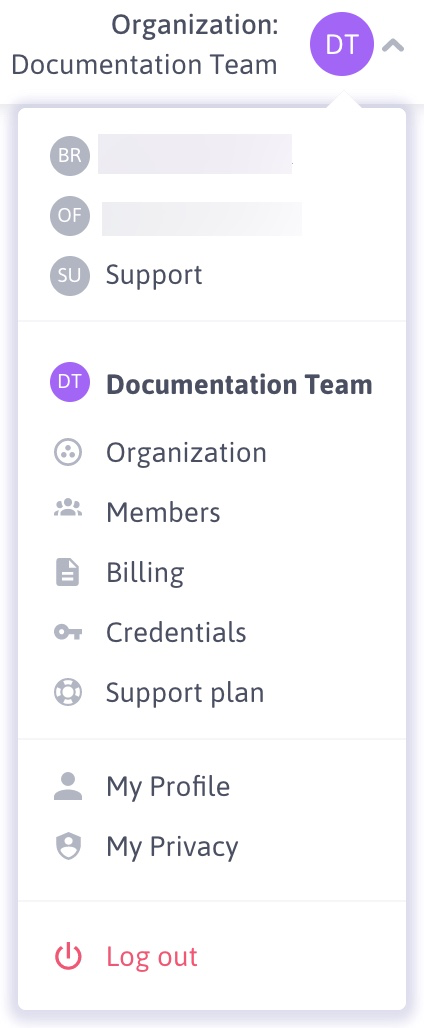 Organization:
Documentation Team
DT
BR
OF
SU Support
DT Documentation Team
Organization
Members
Billing
Credentials
Support plan
My Profile
My Privacy
Log out